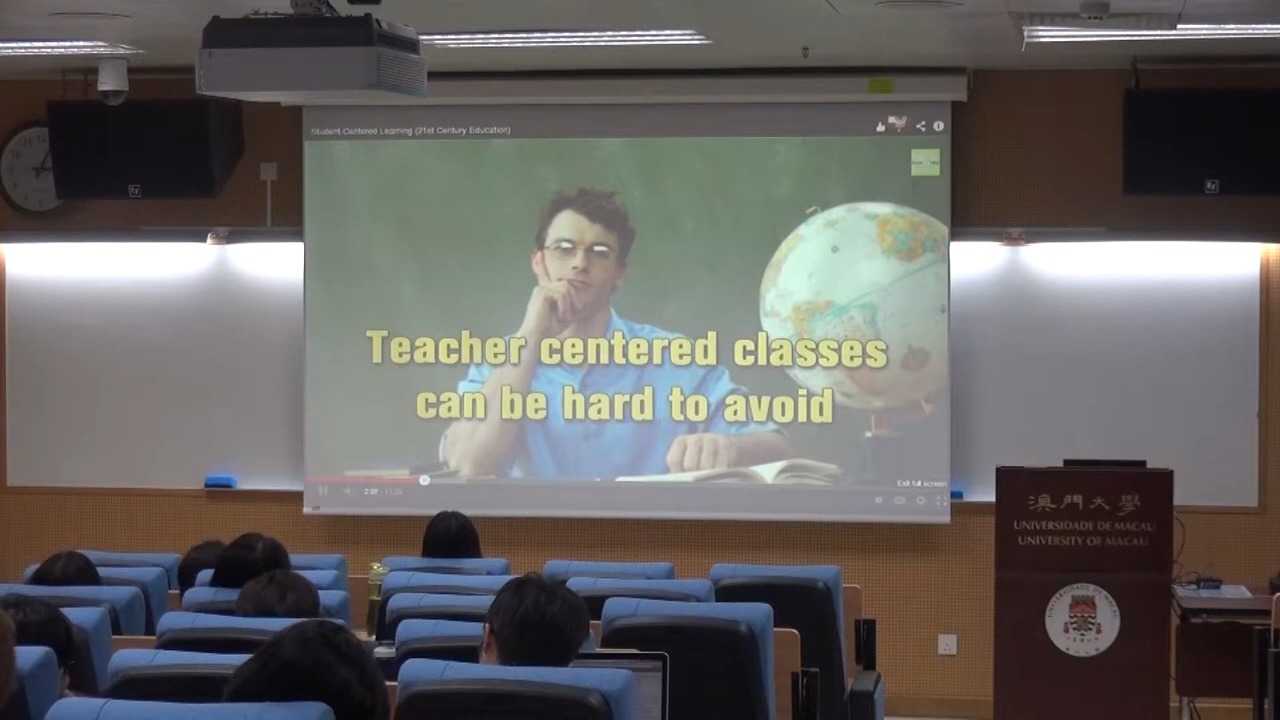 Student-Centered Learning (21st Century Education)
Teacher centered classes
can be hard to avoid
Exit full screen
澳門大學
UNIVERSIDADE DE MACAU
UNIVERSITY OF MACAU